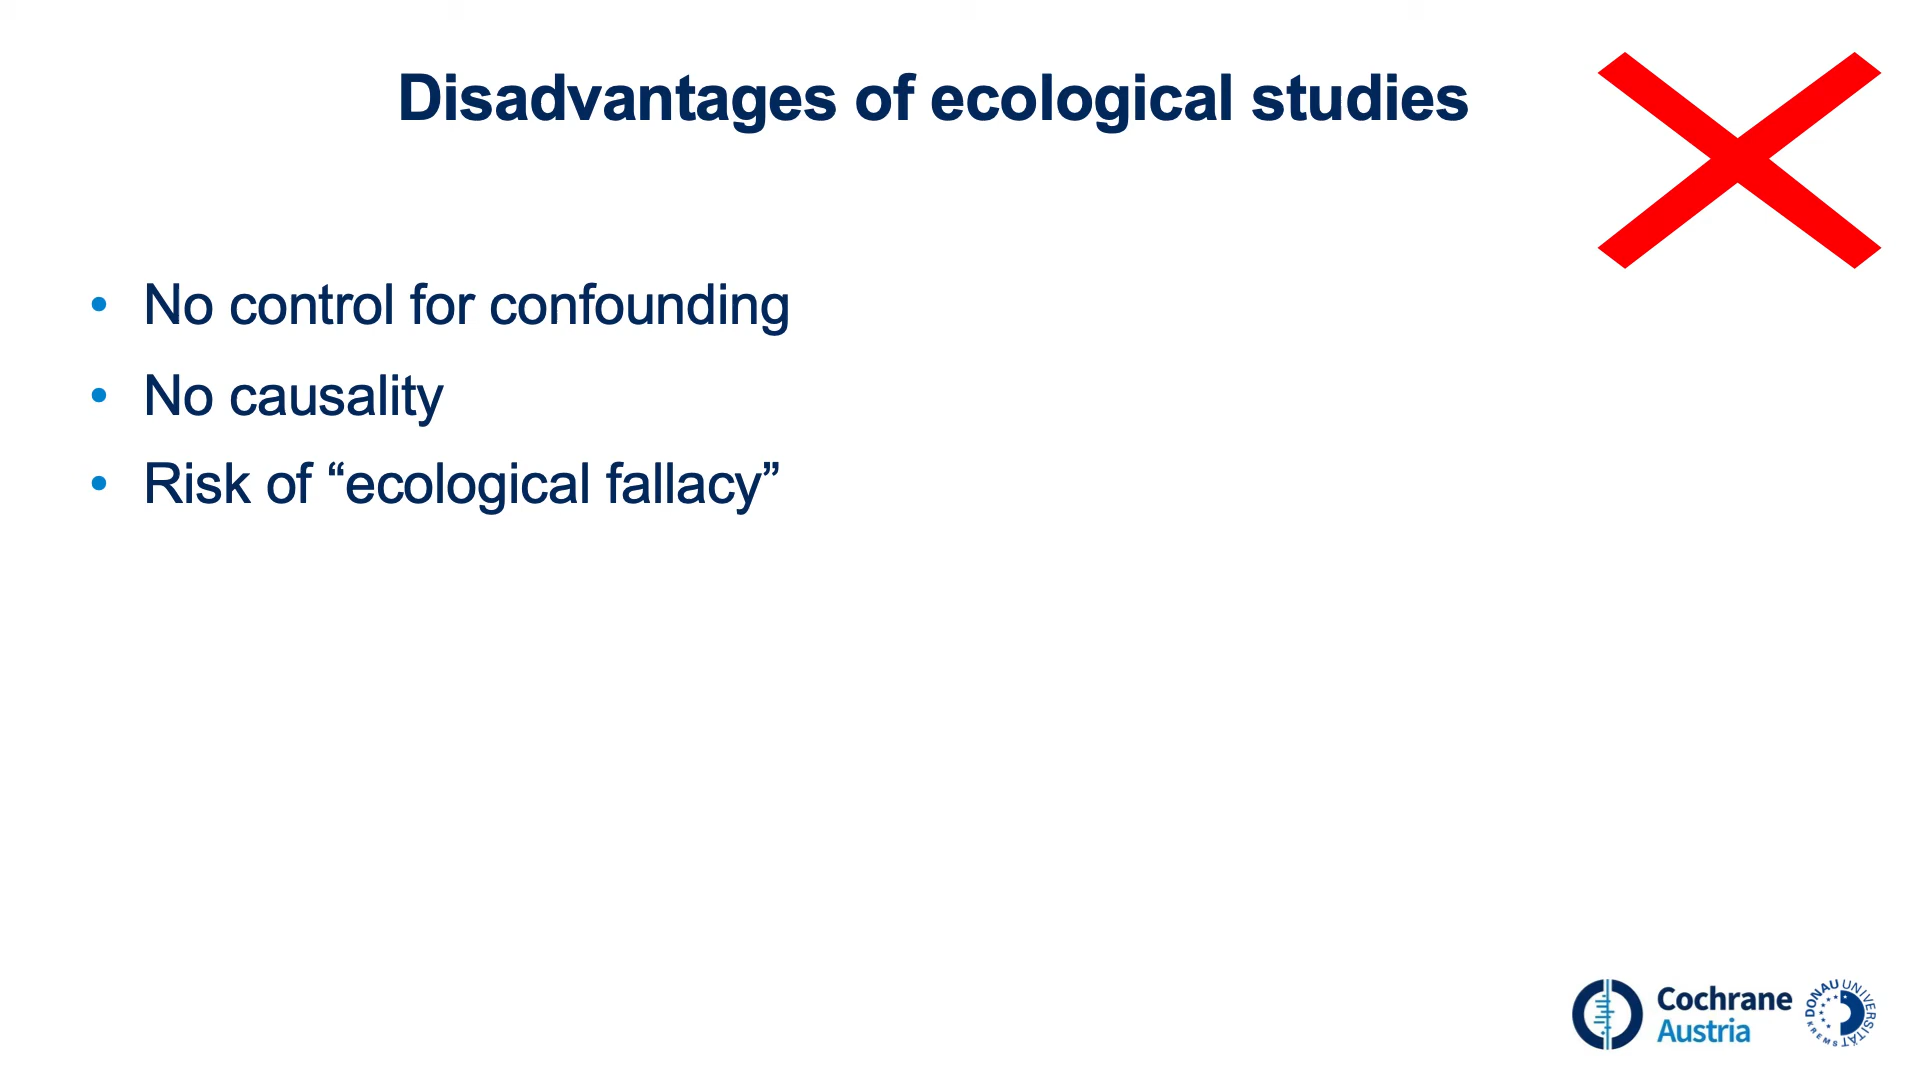 Disadvantages of ecological studies
• No control for confounding
• No causality
• Risk of “ecological fallacy”
Cochrane
Austria
DONAU UNIVERSITÄT
KREMS